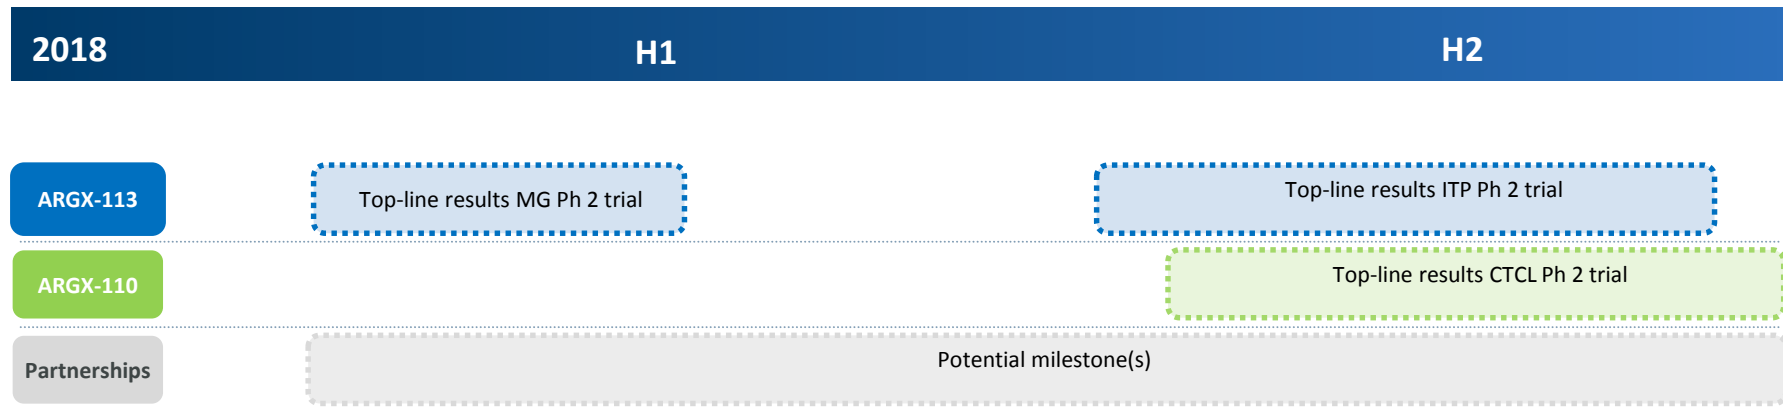 2018 H1 H2
ARGX-113 Top-line results MG Ph 2 trial Top-line results ITP Ph 2 trial
ARGX-110 Top-line results CTCL Ph 2 trial
Partnerships Potential milestone(s)